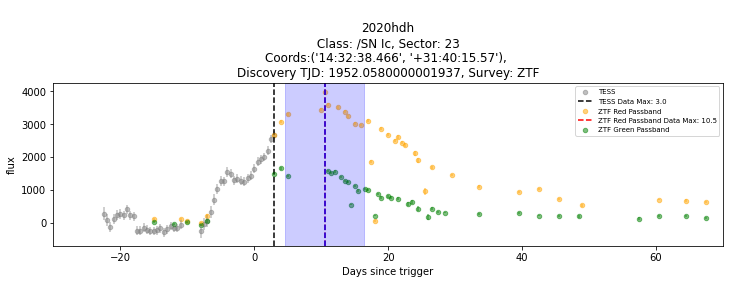 2020hdh
Class: /SN Ic, Sector: 23
Coords:('14:32:38.466', '+31:40:15.57'),
Discovery TJD: 1952.0580000001937, Survey: ZTF
4000
3000
2000
1000
0
flux
TESS
TESS Data Max: 3.0
ZTF Red Passband
ZTF Red Passband Data Max: 10.5
ZTF Green Passband
−20
0
20
40
60
Days since trigger